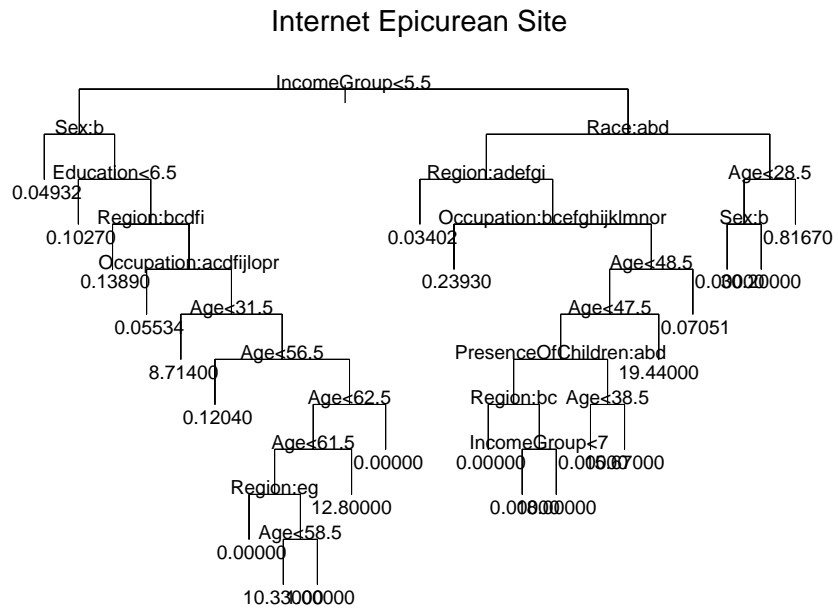 Internet Epicurean Site
IncomeGroup<5.5
Sex:b
Race:abd
Education<6.5
Region:adefgi
Age<28.5
0.04932
Region:bcdfi
Occupation:bcefghijklmnor
Sex:b
0.10270
0.03402
0.81670
Occupation:acdfijlopr
Age<48.5
0.13890
0.23930
Age<31.5
Age<47.5
0.05534
0.07051
Age<56.5
PresenceOfChildren:abd
8.71400
19.44000
Age<62.5
Region:bc
Age<38.5
0.12040
Age<61.5
IncomeGroup<7
0.00000
0.00000
Region:eg
12.80000
Age<58.5
0.00000